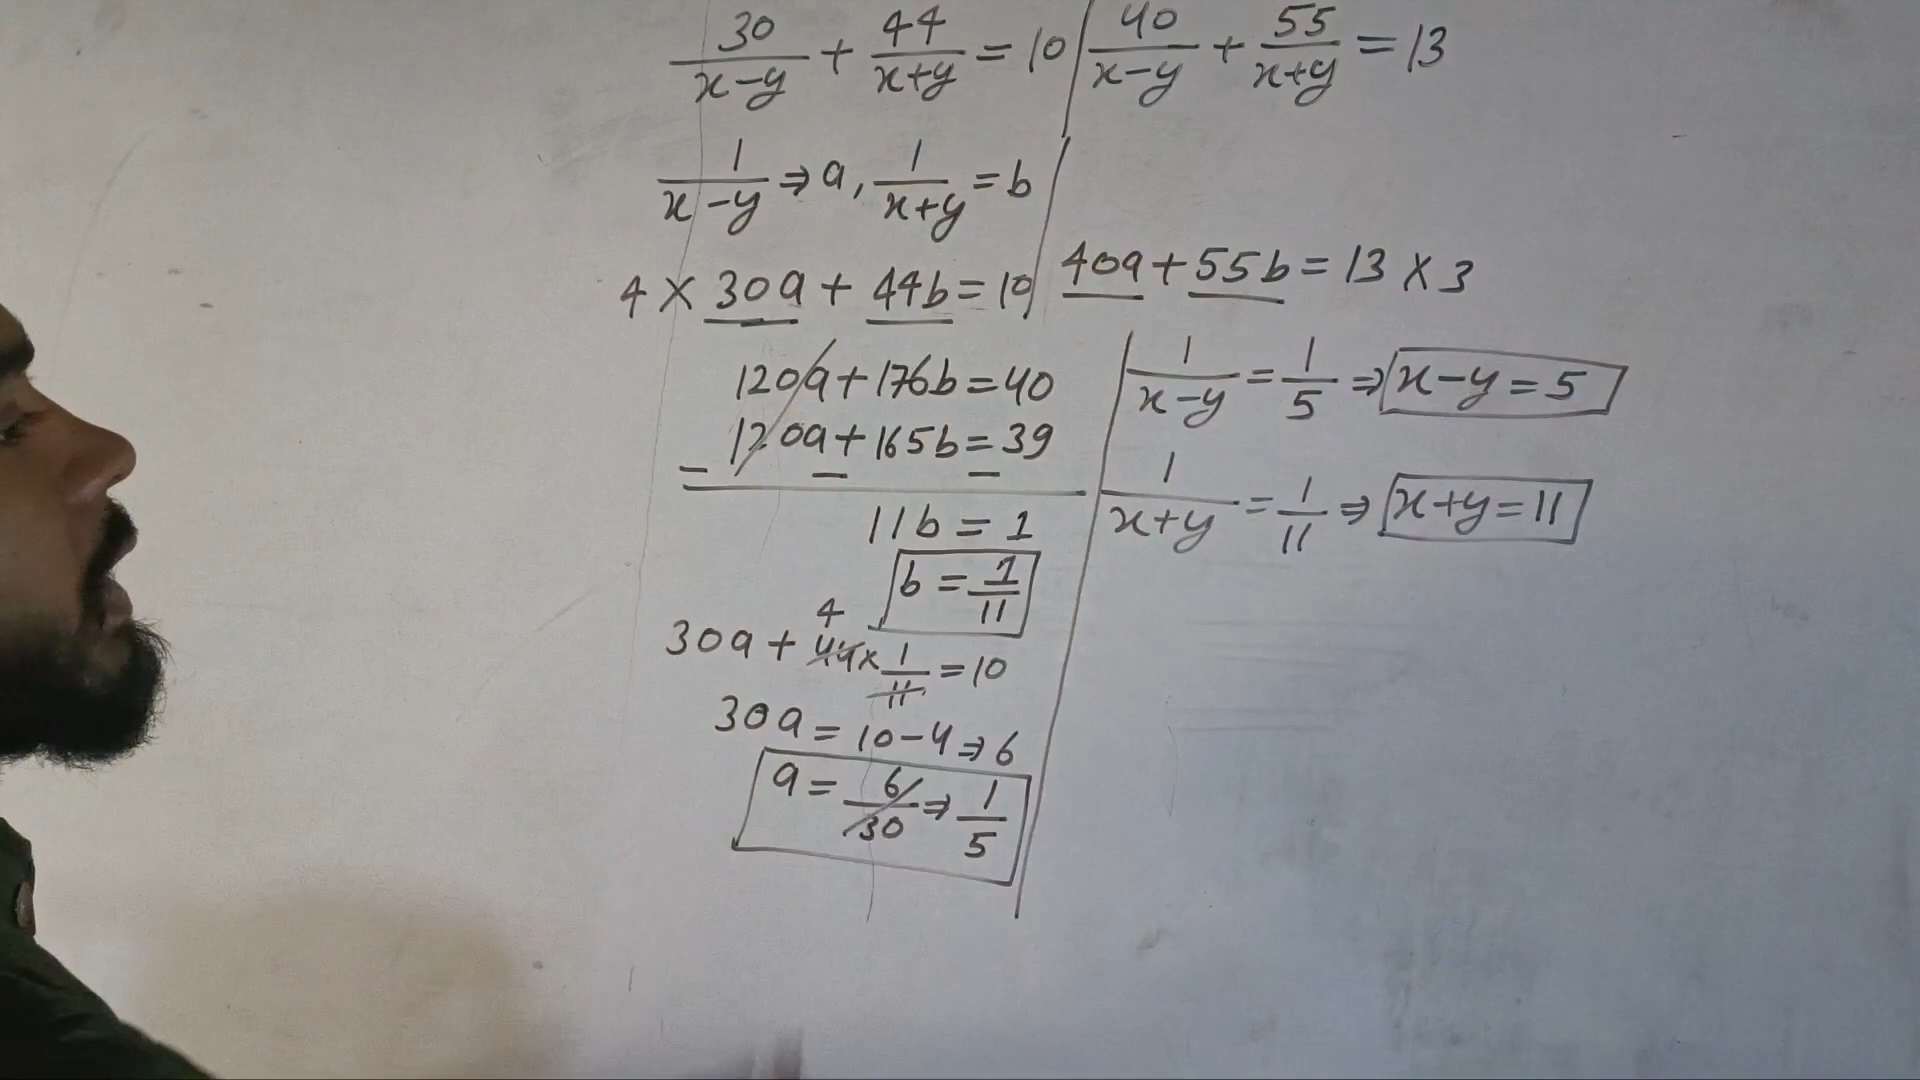 30/(x-y) + 44/(x+y) = 10
40/(x-y) + 55/(x+y) = 13
1/(x-y) ⇒ a, 1/(x+y) = b
4 × 30a + 44b = 10
40a + 55b = 13 × 3
120a + 176b = 40
120a + 165b = 39
- - -
11b = 1
b = 1/11
4
30a + 44 × 1/11 = 10
30a = 10 - 4 ⇒ 6
a = 6/30 ⇒ 1/5
1/(x-y) = 1/5 ⇒ x-y = 5
1/(x+y) = 1/11 ⇒ x+y = 11